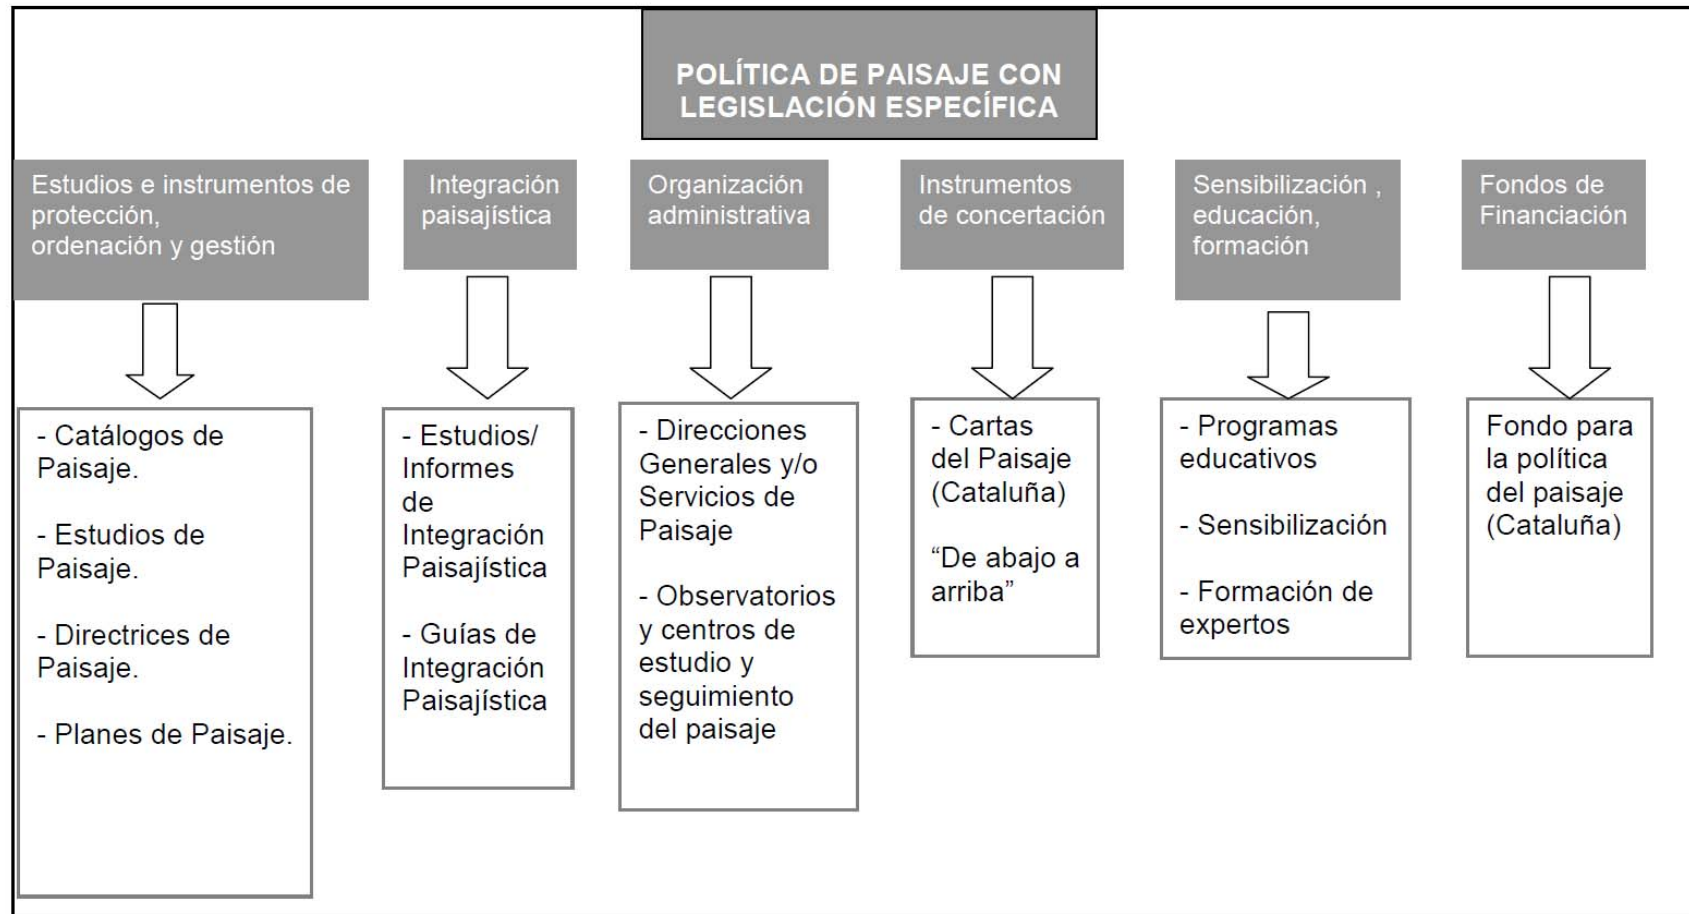 POLÍTICA DE PAISAJE CON
LEGISLACIÓN ESPECÍFICA
Estudios e instrumentos de
protección,
ordenación y gestión
Integración
paisajística
Organización
administrativa
Instrumentos
de concertación
Sensibilización ,
educación,
formación
Fondos de
Financiación
- Catálogos de
Paisaje.
- Estudios de
Paisaje.
- Directrices de
Paisaje.
- Planes de Paisaje.
- Estudios/
Informes
de
Integración
Paisajística
- Guías de
Integración
Paisajística
- Direcciones
Generales y/o
Servicios de
Paisaje
- Observatorios
y centros de
estudio y
seguimiento
del paisaje
- Cartas
del Paisaje
(Cataluña)
“De abajo a
arriba”
- Programas
educativos
- Sensibilización
- Formación de
expertos
Fondo para
la política
del paisaje
(Cataluña)